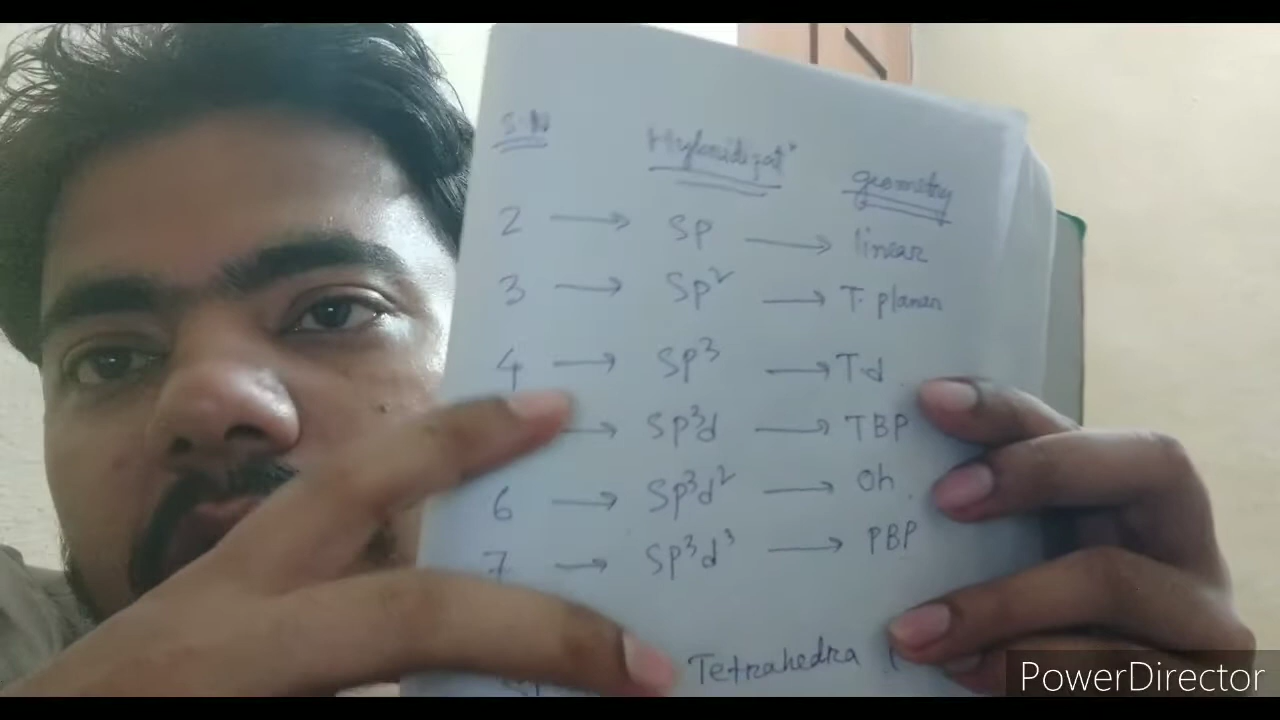 S.N Hybridizatⁿ geometry
2 → Sp → linear
3 → Sp² → T. planar
4 → Sp³ → Td
→ Sp³d → TBP
6 → Sp³d² → Oh.
7 → Sp³d³ → PBP
Tetrahedra (
PowerDirector